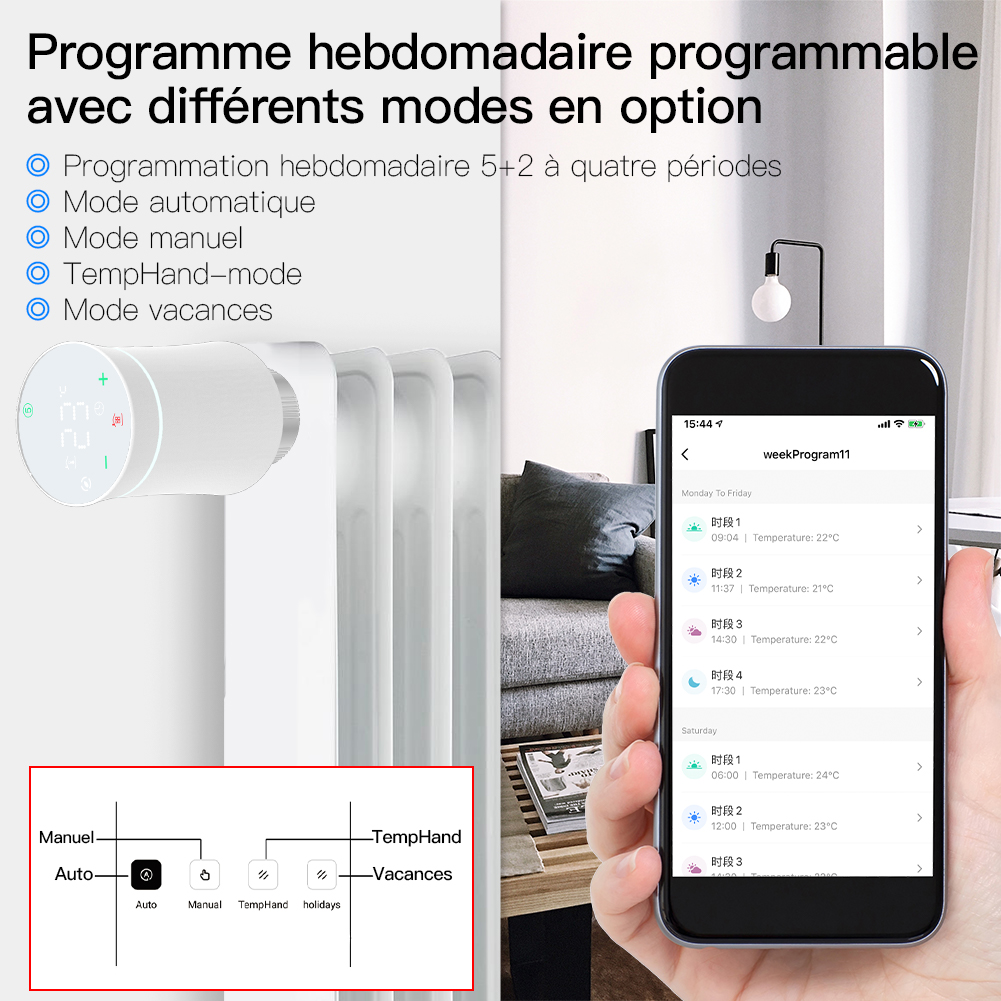 Programme hebdomadaire programmable
avec différents modes en option
Programmation hebdomadaire 5+2 à quatre périodes
Mode automatique
Mode manuel
TempHand-mode
Mode vacances
15:44
weekProgram11
Monday To Friday
时段1
09:04 | Temperature: 22°C
时段2
11:37 | Temperature: 21°C
时段3
14:30 | Temperature: 22°C
时段4
17:30 | Temperature: 23°C
Saturday
时段1
06:00 | Temperature: 24°C
时段2
12:00 | Temperature: 23°C
时段3
Manuel
TempHand
Auto
Vacances
Auto
Manual
TempHand
holidays